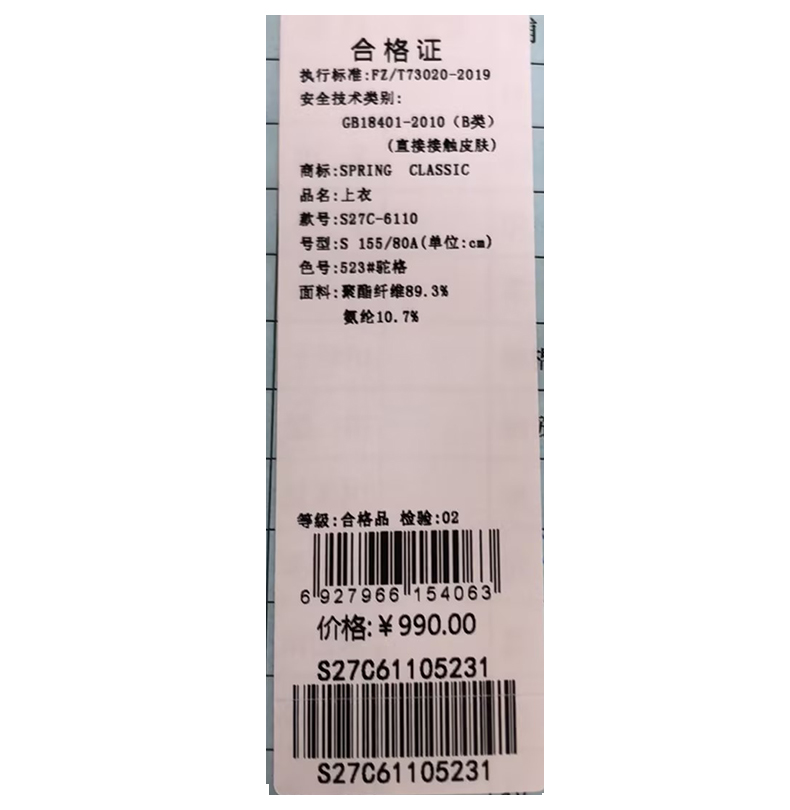 合格证
执行标准:FZ/T73020-2019
安全技术类别:
GB18401-2010（B类）
(直接接触皮肤)
商标:SPRING CLASSIC
品名:上衣
款号:S27C-6110
号型:S 155/80A(单位:cm)
色号:523#驼格
面料:聚酯纤维89.3%
氨纶10.7%
等级:合格品 检验:02
6 927966 154063
价格:￥990.00
S27C61105231
S27C61105231